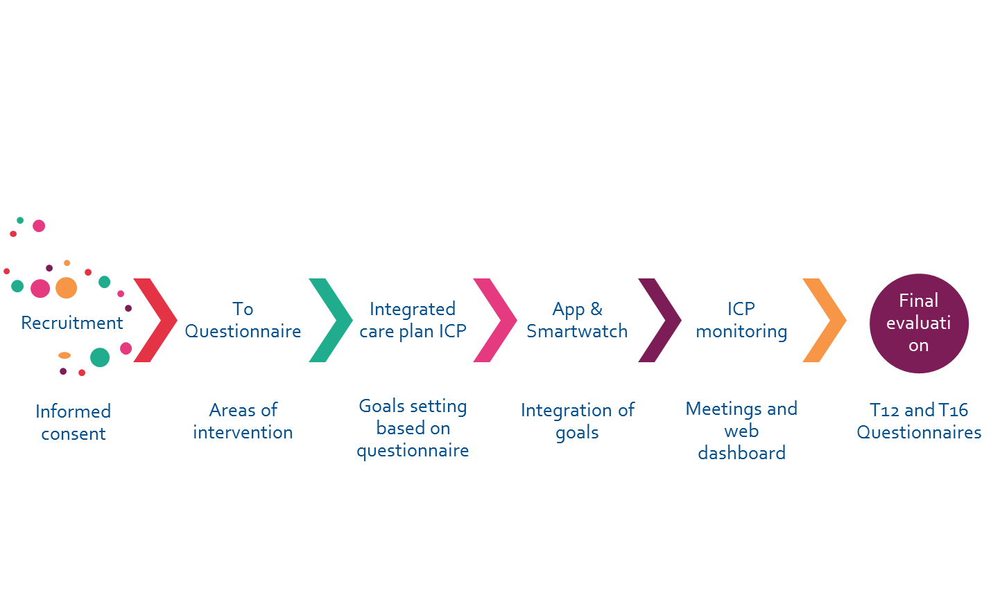 Recruitment
To
Questionnaire
Integrated
care plan ICP
App &
Smartwatch
ICP
monitoring
Final
evaluati
on
Informed
consent
Areas of
intervention
Goals setting
based on
questionnaire
Integration of
goals
Meetings and
web
dashboard
T12 and T16
Questionnaires